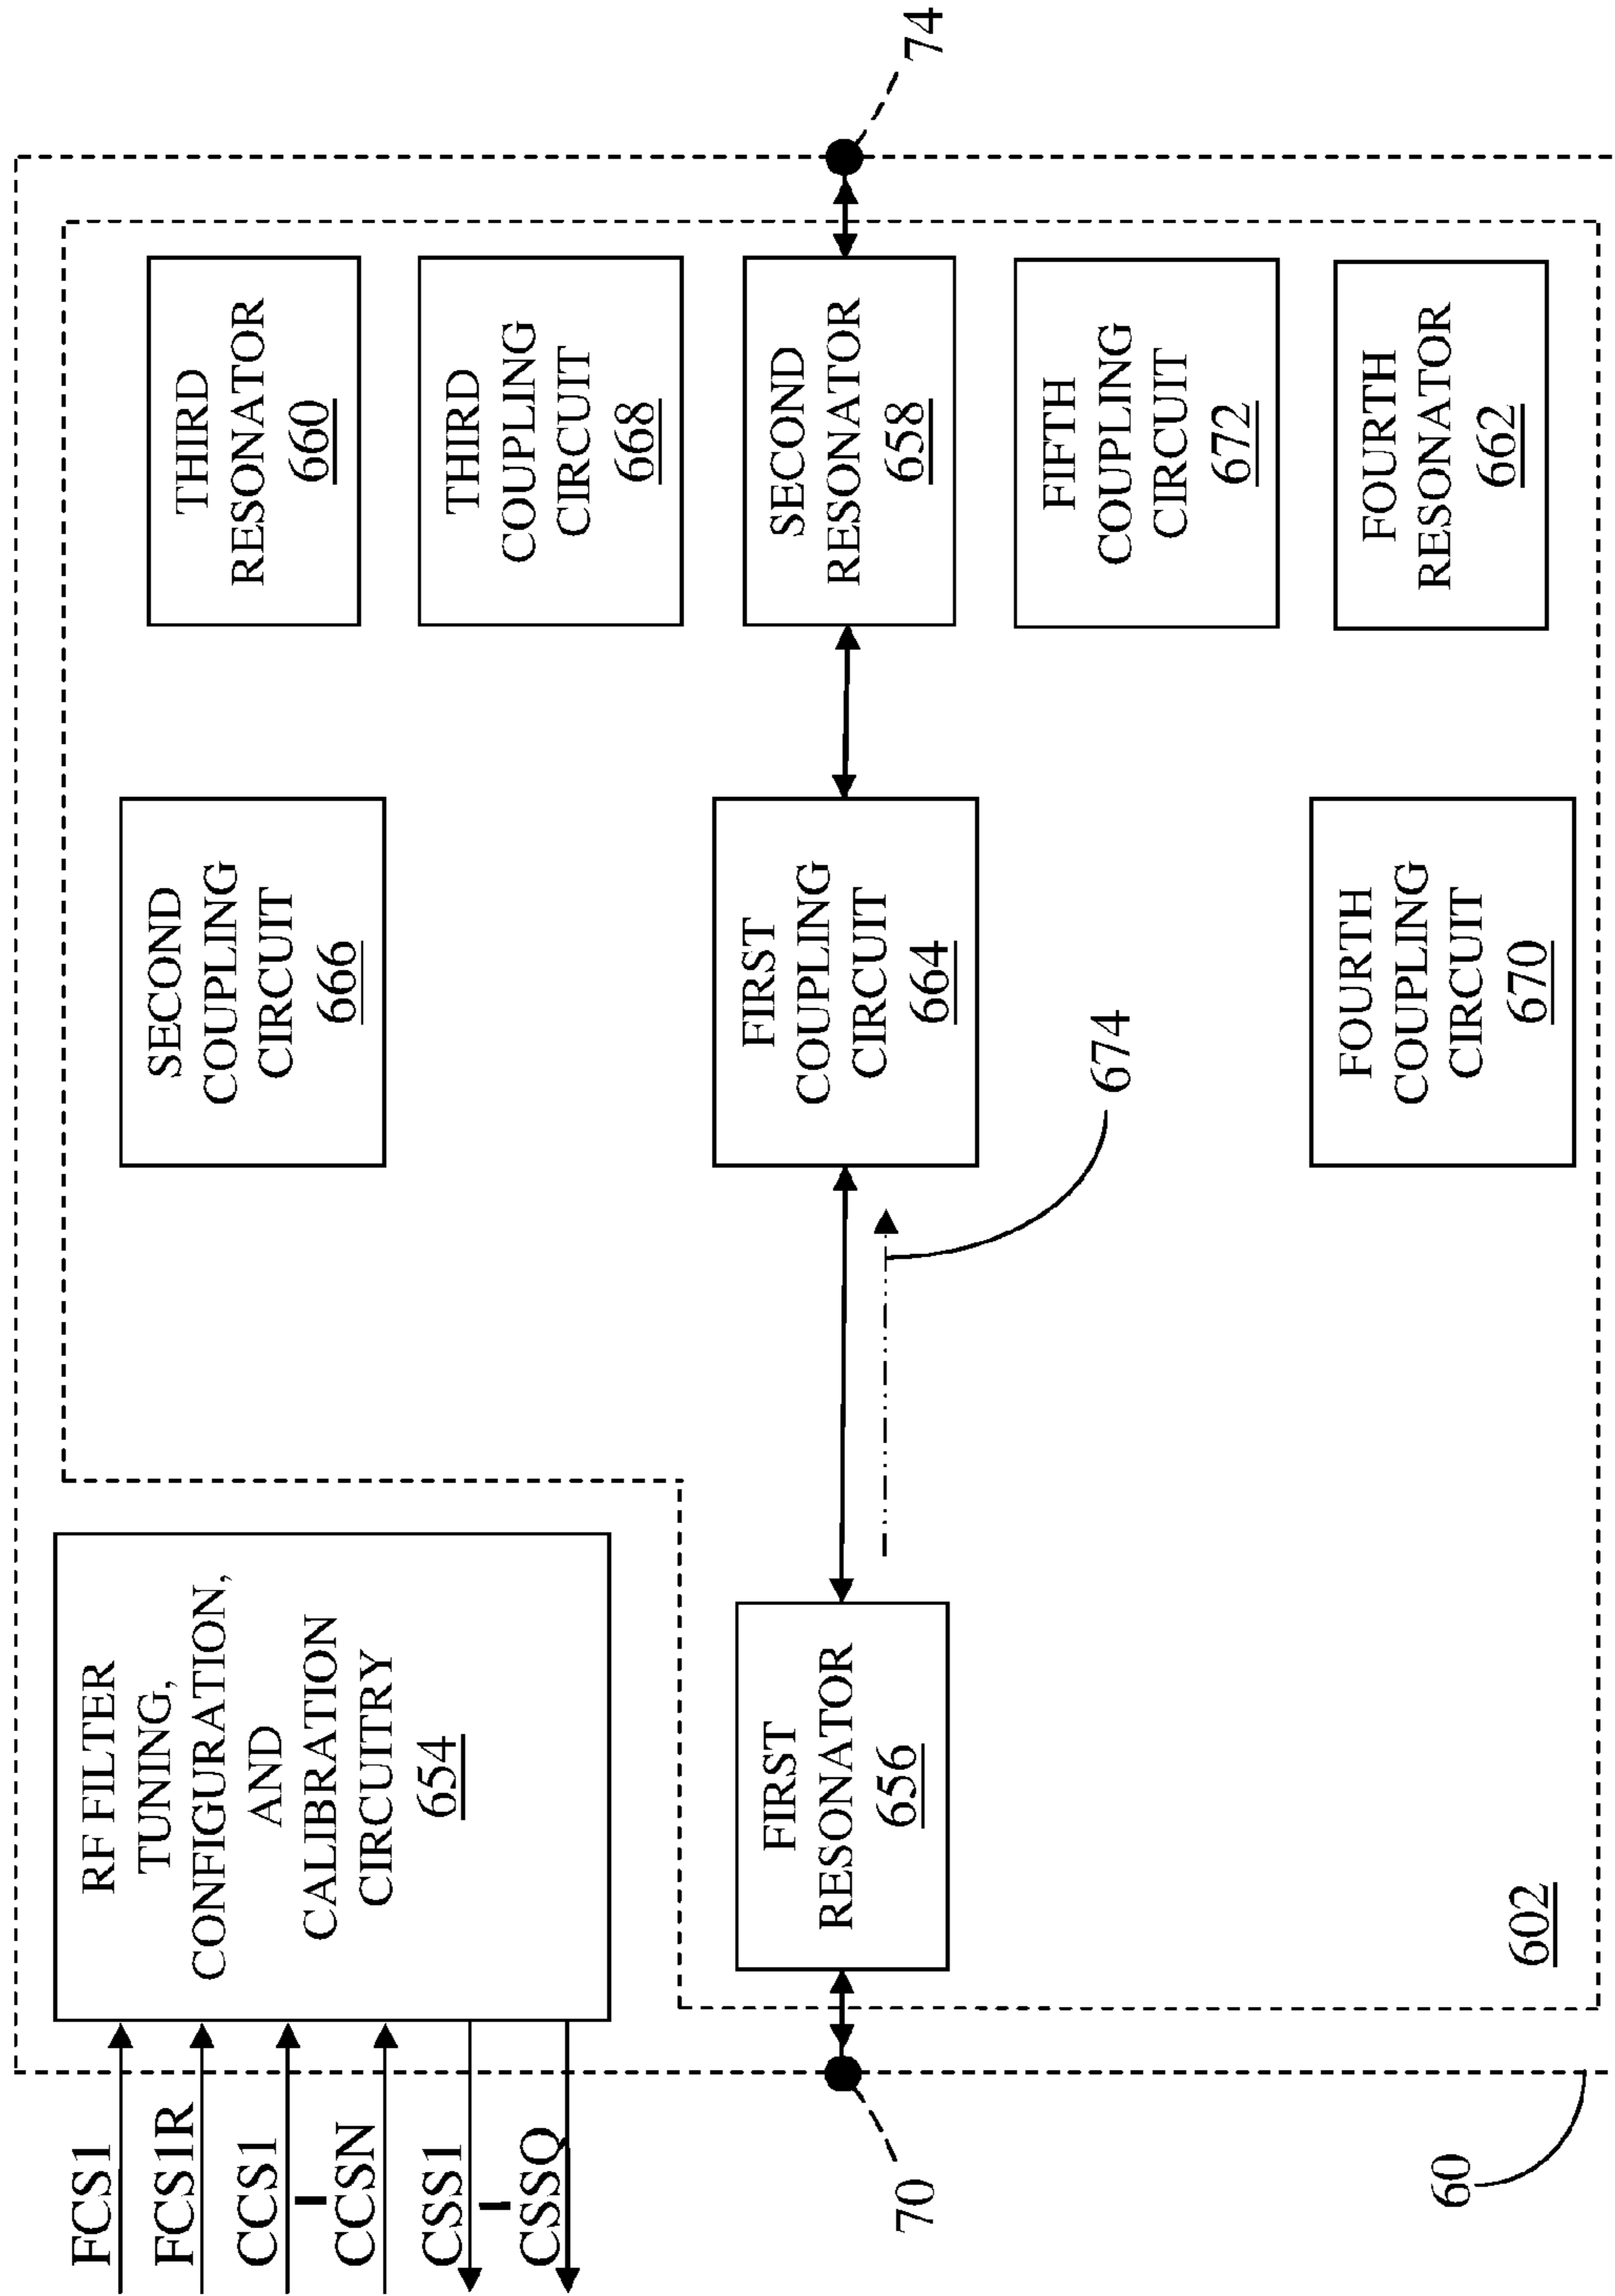 FCS1
FCS1R
CCS1
CCSN
CSS1
CSSQ
RF FILTER
TUNING,
CONFIGURATION,
AND
CALIBRATION
CIRCUITRY
654
SECOND
COUPLING
CIRCUIT
666
THIRD
RESONATOR
660
THIRD
COUPLING
CIRCUIT
668
70
FIRST
RESONATOR
656
674
FIRST
COUPLING
CIRCUIT
664
SECOND
RESONATOR
658
74
FIFTH
COUPLING
CIRCUIT
672
FOURTH
COUPLING
CIRCUIT
670
FOURTH
RESONATOR
662
602
60